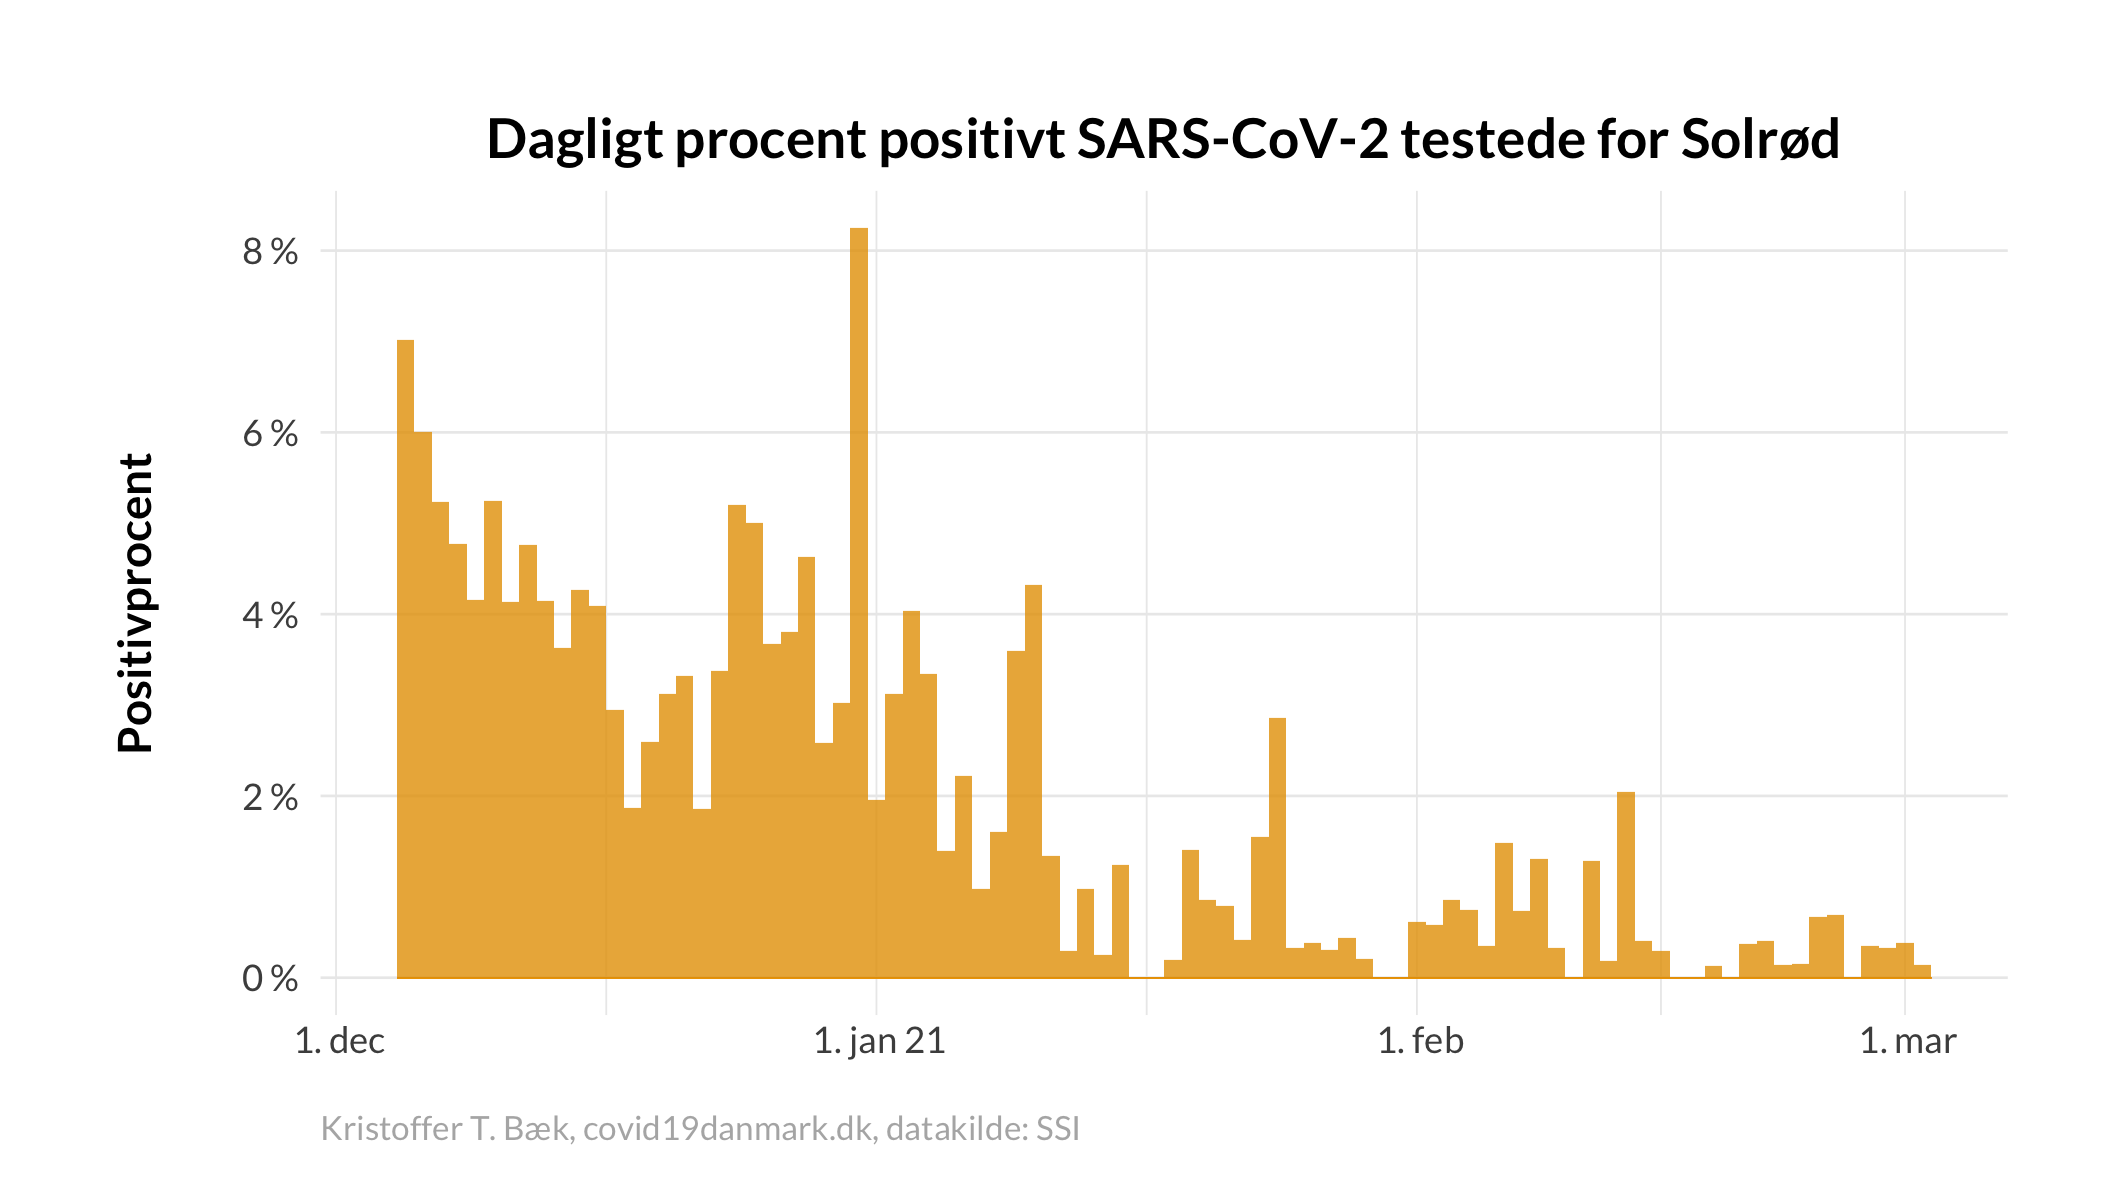 Dagligt procent positivt SARS-CoV-2 testede for Solrød
Positivprocent
8 %
6 %
4 %
2 %
0 %
1. dec
1. jan 21
1. feb
1. mar
Kristoffer T. Bæk, covid19danmark.dk, datakilde: SSI